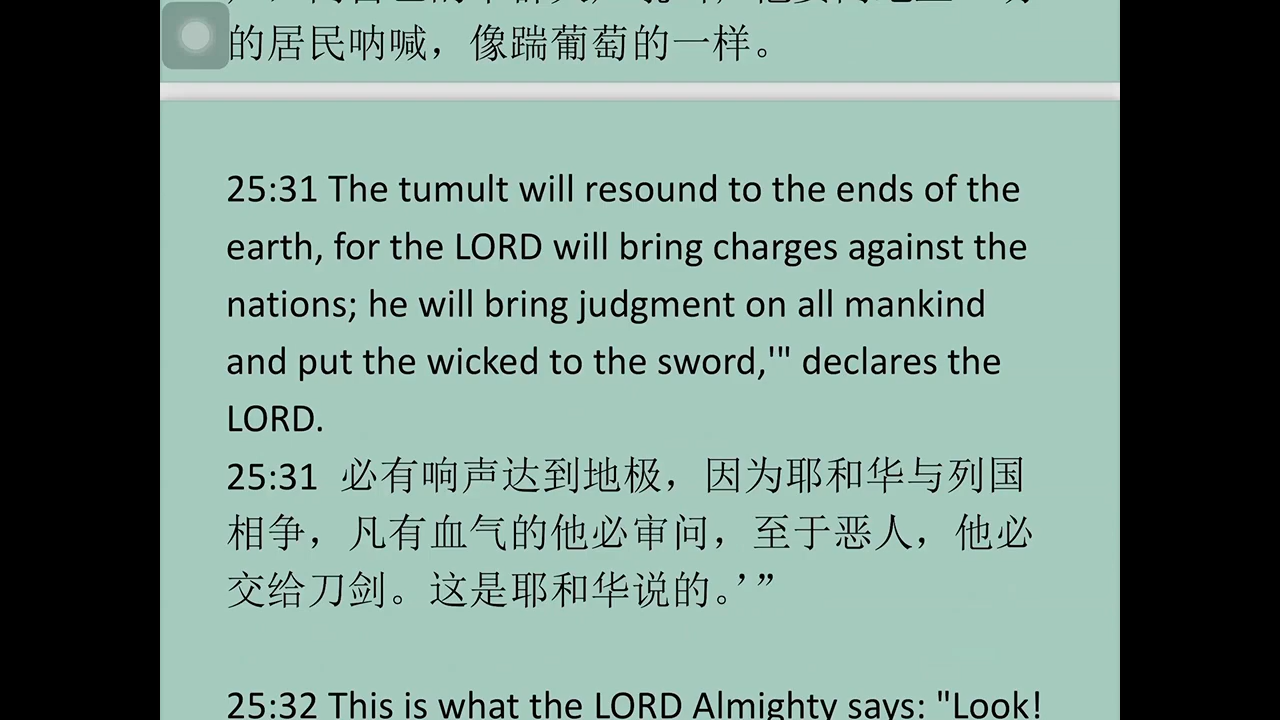 的居民呐喊，像踹葡萄的一样。
25:31 The tumult will resound to the ends of the
earth, for the LORD will bring charges against the
nations; he will bring judgment on all mankind
and put the wicked to the sword,'" declares the
LORD.
25:31 必有响声达到地极，因为耶和华与列国
相争，凡有血气的他必审问，至于恶人，他必
交给刀剑。这是耶和华说的。’”
25:32 This is what the LORD Almighty says: "Look!